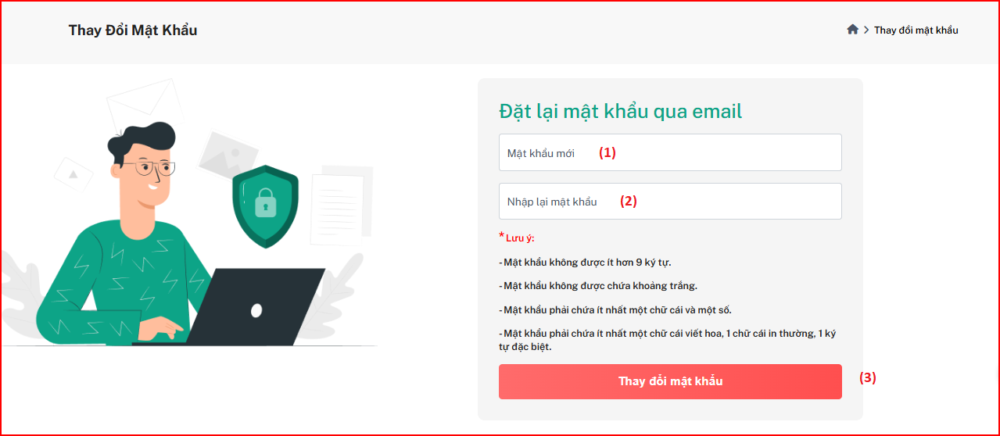 Thay Đổi Mật Khẩu
Thay đổi mật khẩu
Đặt lại mật khẩu qua email
Mật khẩu mới (1)
Nhập lại mật khẩu (2)
* Lưu ý:
- Mật khẩu không được ít hơn 9 ký tự.
- Mật khẩu không được chứa khoảng trắng.
- Mật khẩu phải chứa ít nhất một chữ cái và một số.
- Mật khẩu phải chứa ít nhất một chữ cái viết hoa, 1 chữ cái in thường, 1 ký
tự đặc biệt.
Thay đổi mật khẩu (3)